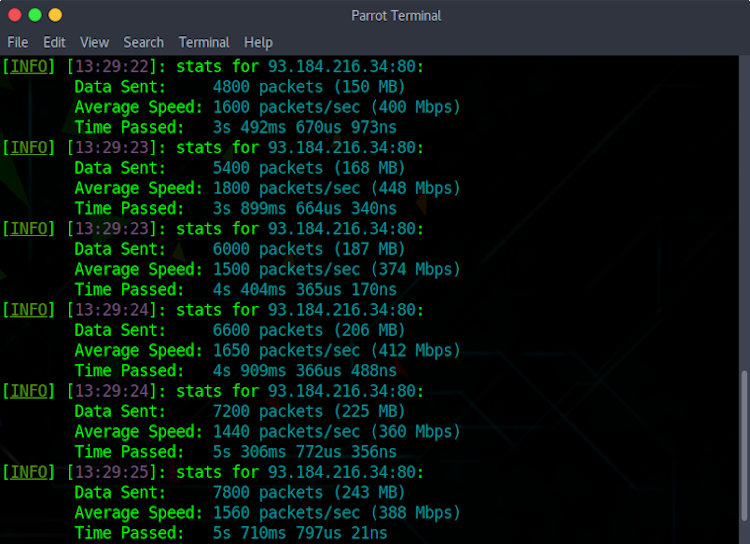 Parrot Terminal
File Edit View Search Terminal Help
[INFO] [13:29:22]: stats for 93.184.216.34:80:
Data Sent: 4800 packets (150 MB)
Average Speed: 1600 packets/sec (400 Mbps)
Time Passed: 3s 492ms 670us 973ns
[INFO] [13:29:23]: stats for 93.184.216.34:80:
Data Sent: 5400 packets (168 MB)
Average Speed: 1800 packets/sec (448 Mbps)
Time Passed: 3s 899ms 664us 340ns
[INFO] [13:29:23]: stats for 93.184.216.34:80:
Data Sent: 6000 packets (187 MB)
Average Speed: 1500 packets/sec (374 Mbps)
Time Passed: 4s 404ms 365us 170ns
[INFO] [13:29:24]: stats for 93.184.216.34:80:
Data Sent: 6600 packets (206 MB)
Average Speed: 1650 packets/sec (412 Mbps)
Time Passed: 4s 909ms 366us 488ns
[INFO] [13:29:24]: stats for 93.184.216.34:80:
Data Sent: 7200 packets (225 MB)
Average Speed: 1440 packets/sec (360 Mbps)
Time Passed: 5s 306ms 772us 356ns
[INFO] [13:29:25]: stats for 93.184.216.34:80:
Data Sent: 7800 packets (243 MB)
Average Speed: 1560 packets/sec (388 Mbps)
Time Passed: 5s 710ms 797us 21ns